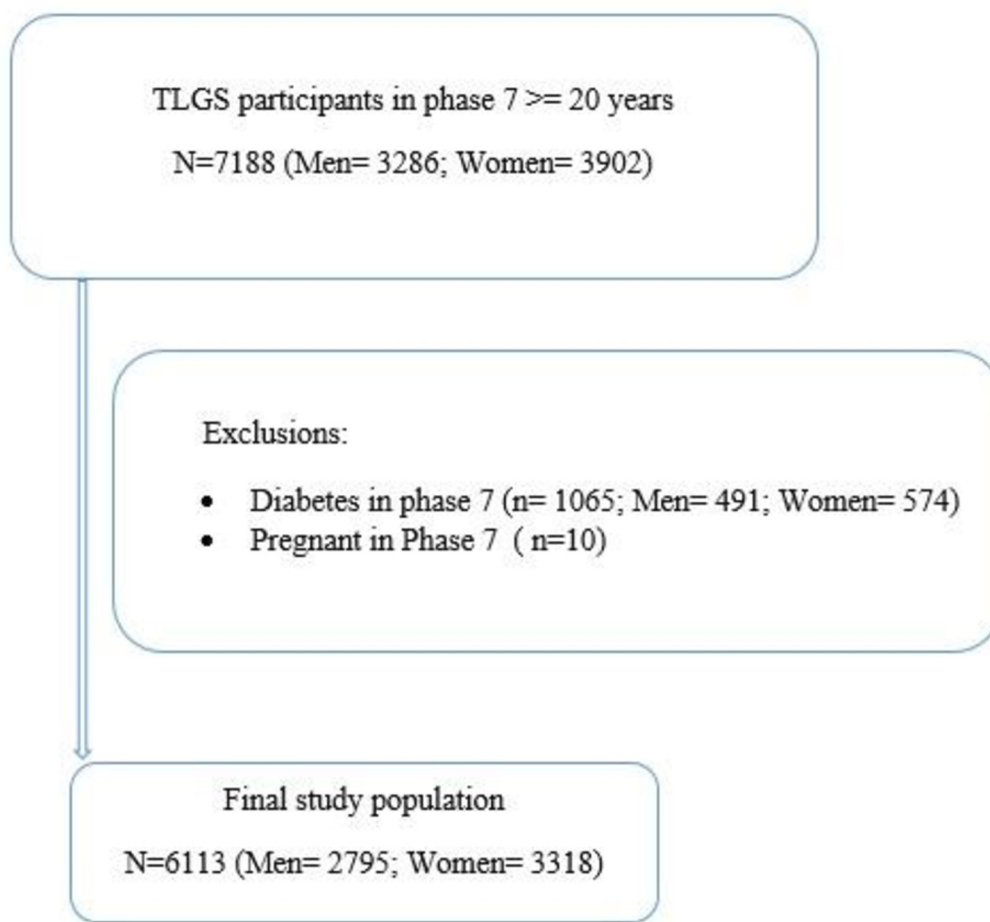 TLGS participants in phase 7 >= 20 years
N=7188 (Men= 3286; Women= 3902)
Exclusions:
• Diabetes in phase 7 (n= 1065; Men= 491; Women= 574)
• Pregnant in Phase 7 ( n=10)
Final study population
N=6113 (Men= 2795; Women= 3318)